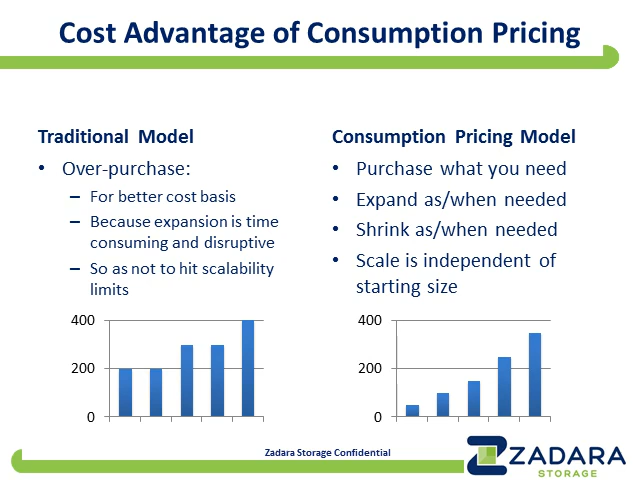 Cost Advantage of Consumption Pricing
Traditional Model
• Over-purchase:
– For better cost basis
– Because expansion is time
consuming and disruptive
– So as not to hit scalability
limits
400
200
0
Consumption Pricing Model
• Purchase what you need
• Expand as/when needed
• Shrink as/when needed
• Scale is independent of
starting size
400
200
0
Zadara Storage Confidential
ZADARA
STORAGE